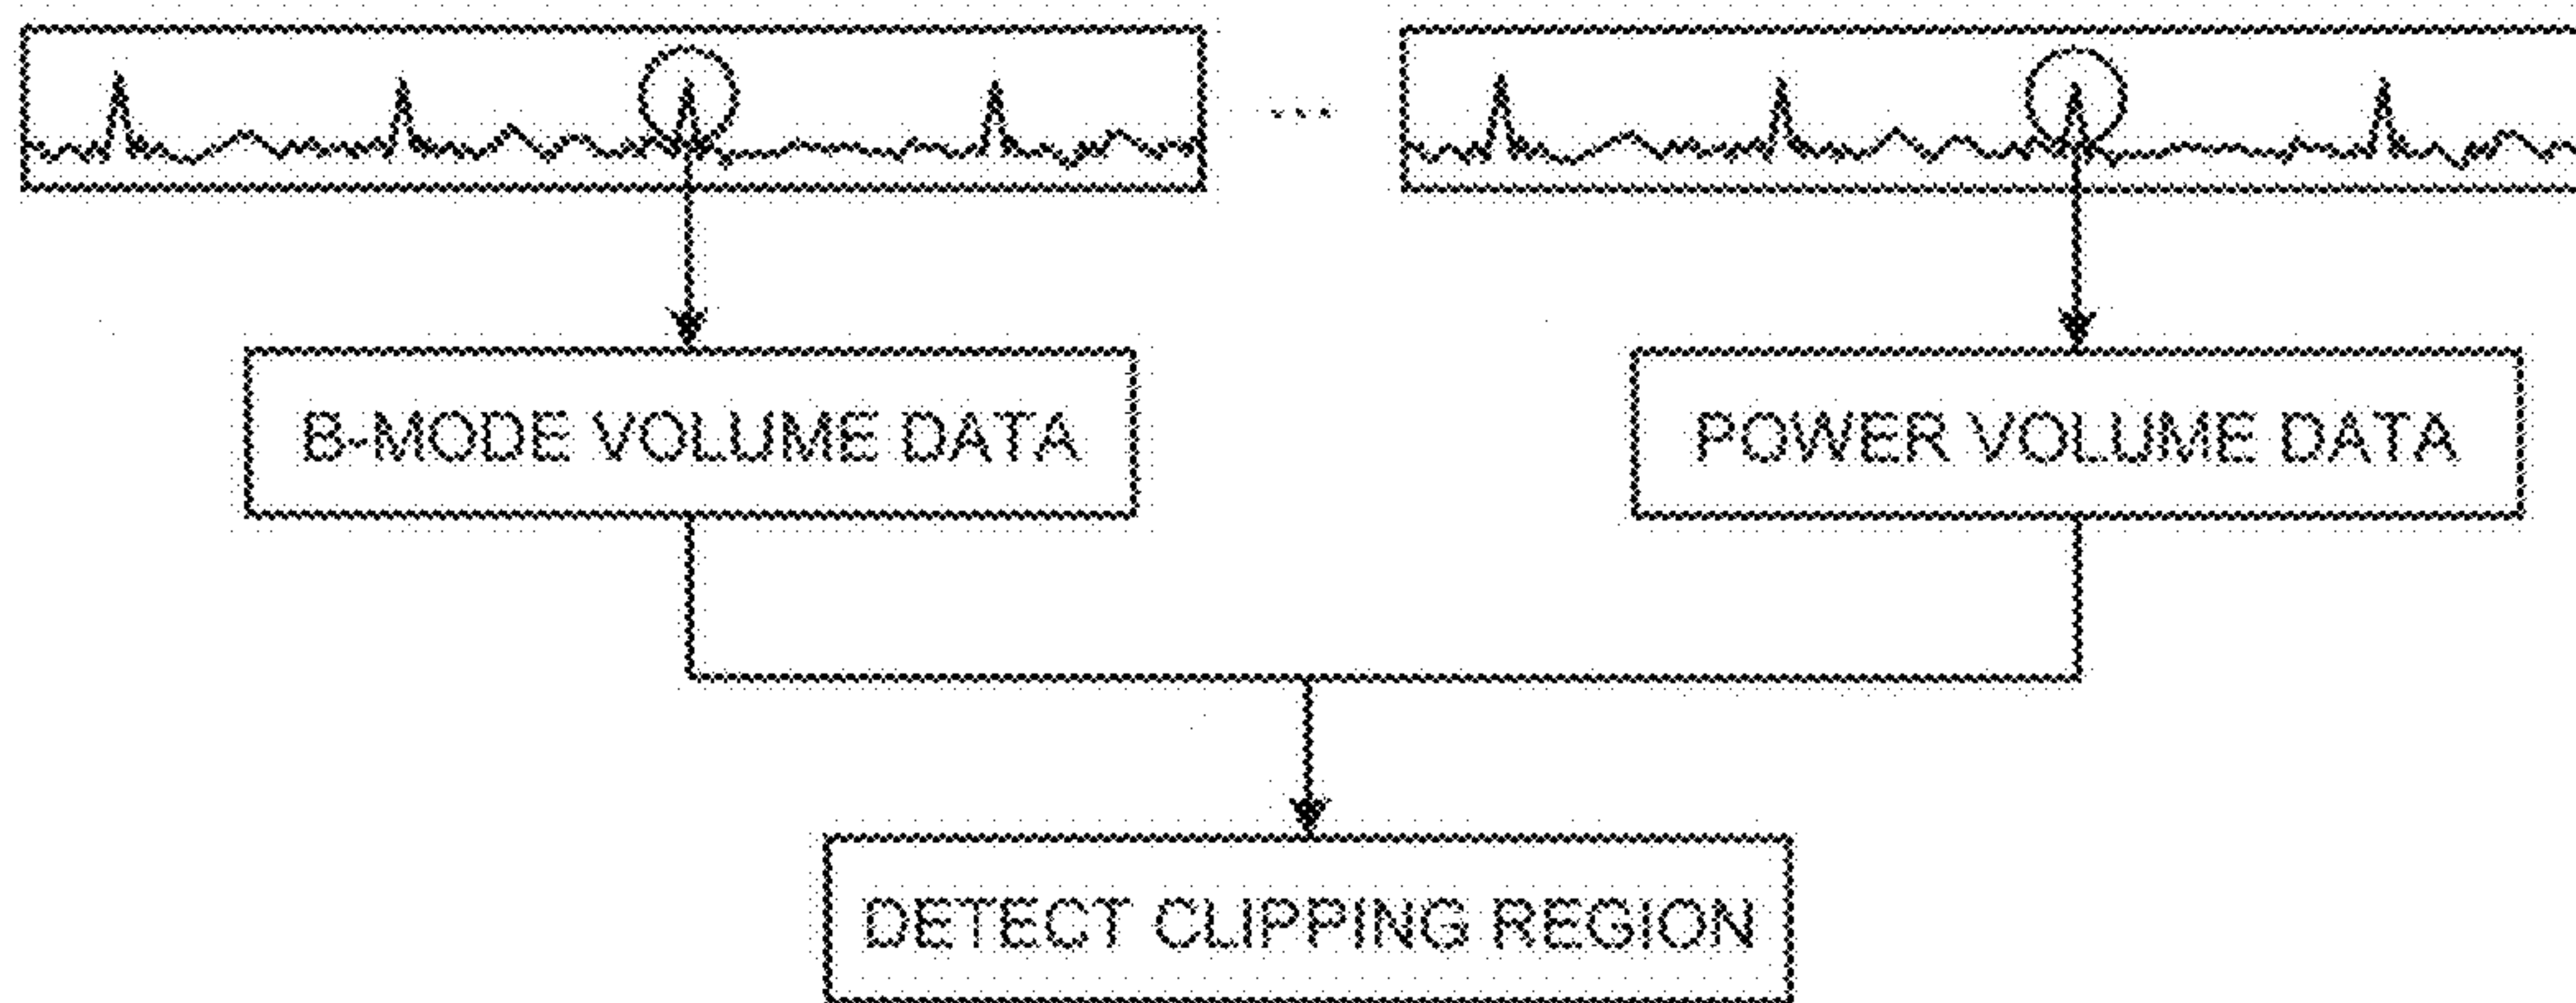 ...
B-MODE VOLUME DATA
POWER VOLUME DATA
DETECT CLIPPING REGION